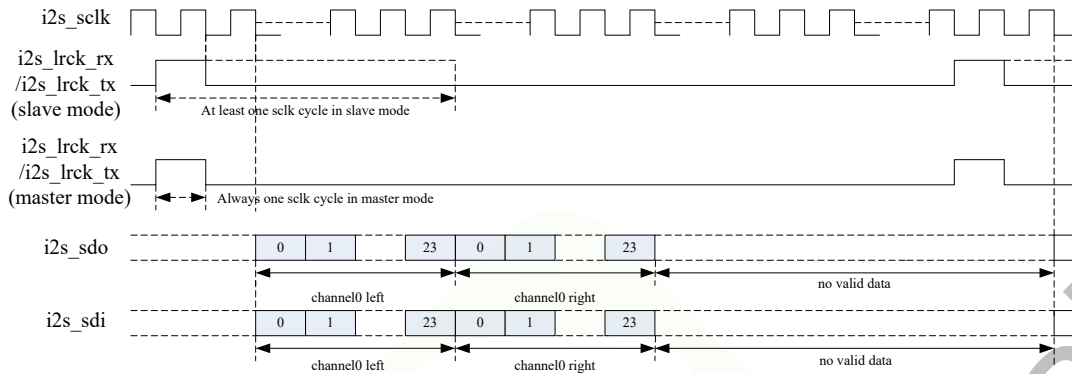 i2s_sclk
i2s_lrck_rx
/i2s_lrck_tx
(slave mode)
At least one sclk cycle in slave mode
i2s_lrck_rx
/i2s_lrck_tx
(master mode)
Always one sclk cycle in master mode
i2s_sdo
0 1 23 0 1 23
channel0 left channel0 right no valid data
i2s_sdi
0 1 23 0 1 23
channel0 left channel0 right no valid data